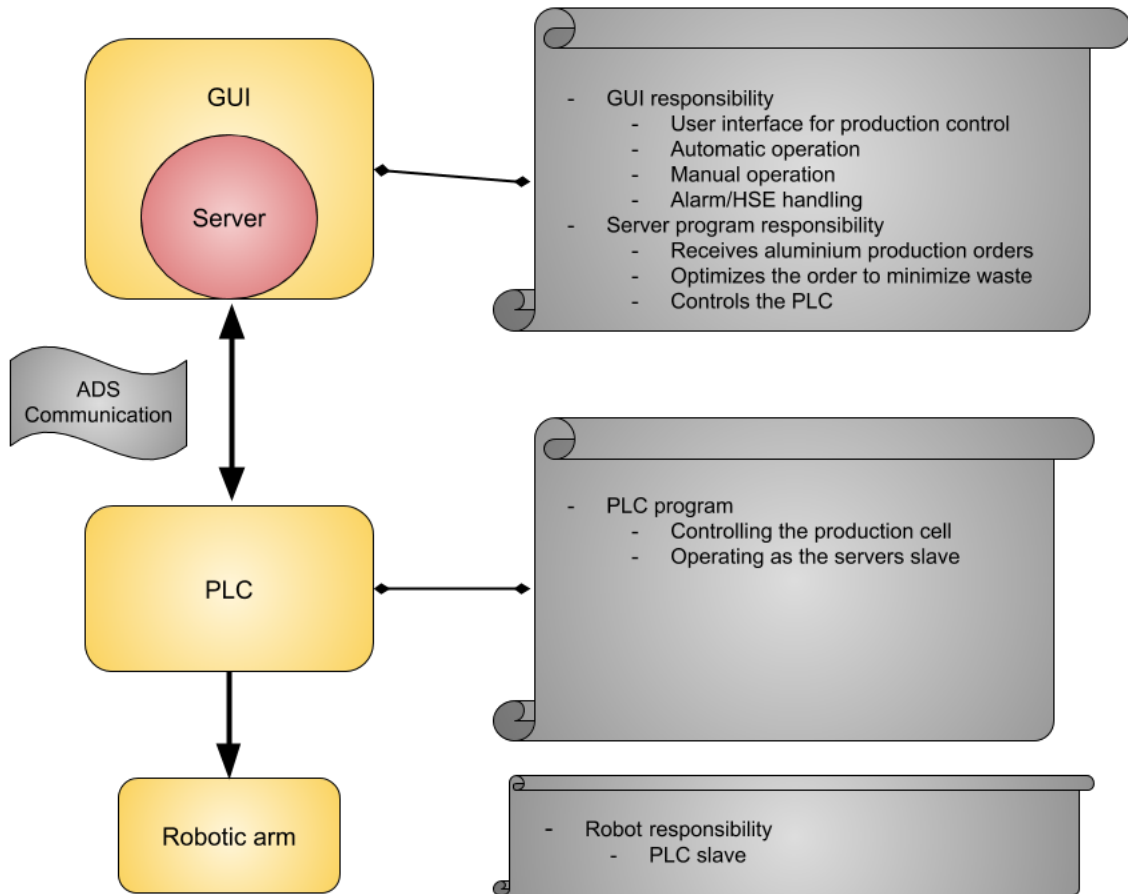 GUI
Server
- GUI responsibility
- User interface for production control
- Automatic operation
- Manual operation
- Alarm/HSE handling
- Server program responsibility
- Receives aluminium production orders
- Optimizes the order to minimize waste
- Controls the PLC
ADS
Communication
PLC
- PLC program
- Controlling the production cell
- Operating as the servers slave
Robotic arm
- Robot responsibility
- PLC slave